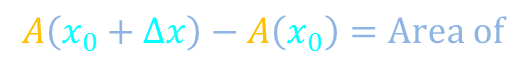 A(x₀ + Δx) − A(x₀) = Area of